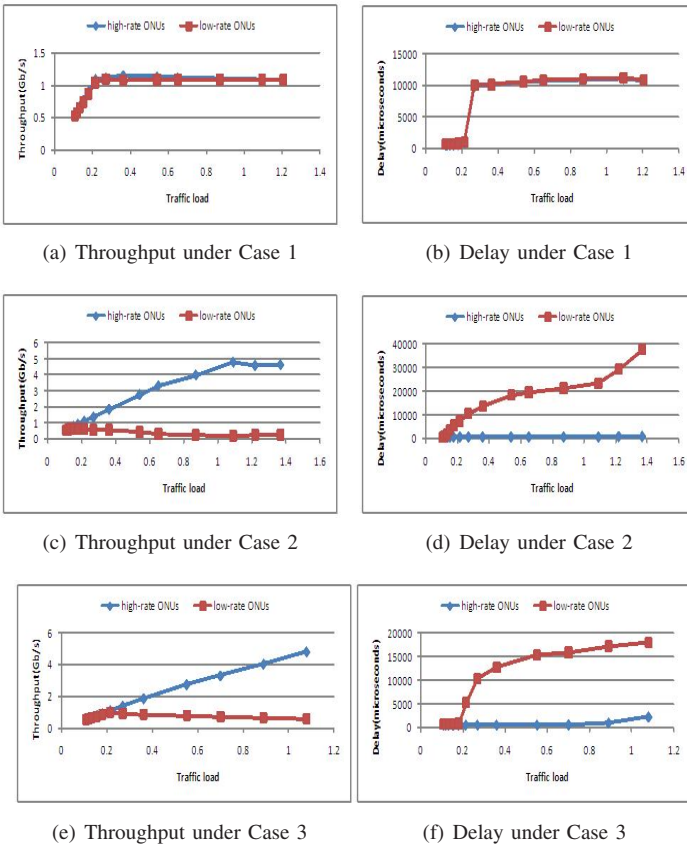 high-rate ONUs low-rate ONUs
Throughput(Gb/s)
1.5
1
0.5
0
0 0.2 0.4 0.6 0.8 1 1.2 1.4
Traffic load
(a) Throughput under Case 1
high-rate ONUs low-rate ONUs
Delay(microseconds)
15000
10000
5000
0
0 0.2 0.4 0.6 0.8 1 1.2 1.4
Traffic load
(b) Delay under Case 1
high-rate ONUs low-rate ONUs
Throughput(Gb/s)
6
5
4
3
2
1
0
0 0.2 0.4 0.6 0.8 1 1.2 1.4 1.6
Traffic load
(c) Throughput under Case 2
high-rate ONUs low-rate ONUs
Delay(microseconds)
40000
30000
20000
10000
0
0 0.2 0.4 0.6 0.8 1 1.2 1.4 1.6
Traffic load
(d) Delay under Case 2
high-rate ONUs low-rate ONUs
Throughput(Gb/s)
6
4
2
0
0 0.2 0.4 0.6 0.8 1 1.2
Traffic load
(e) Throughput under Case 3
high-rate ONUs low-rate ONUs
Delay(microseconds)
20000
15000
10000
5000
0
0 0.2 0.4 0.6 0.8 1 1.2
Traffic load
(f) Delay under Case 3